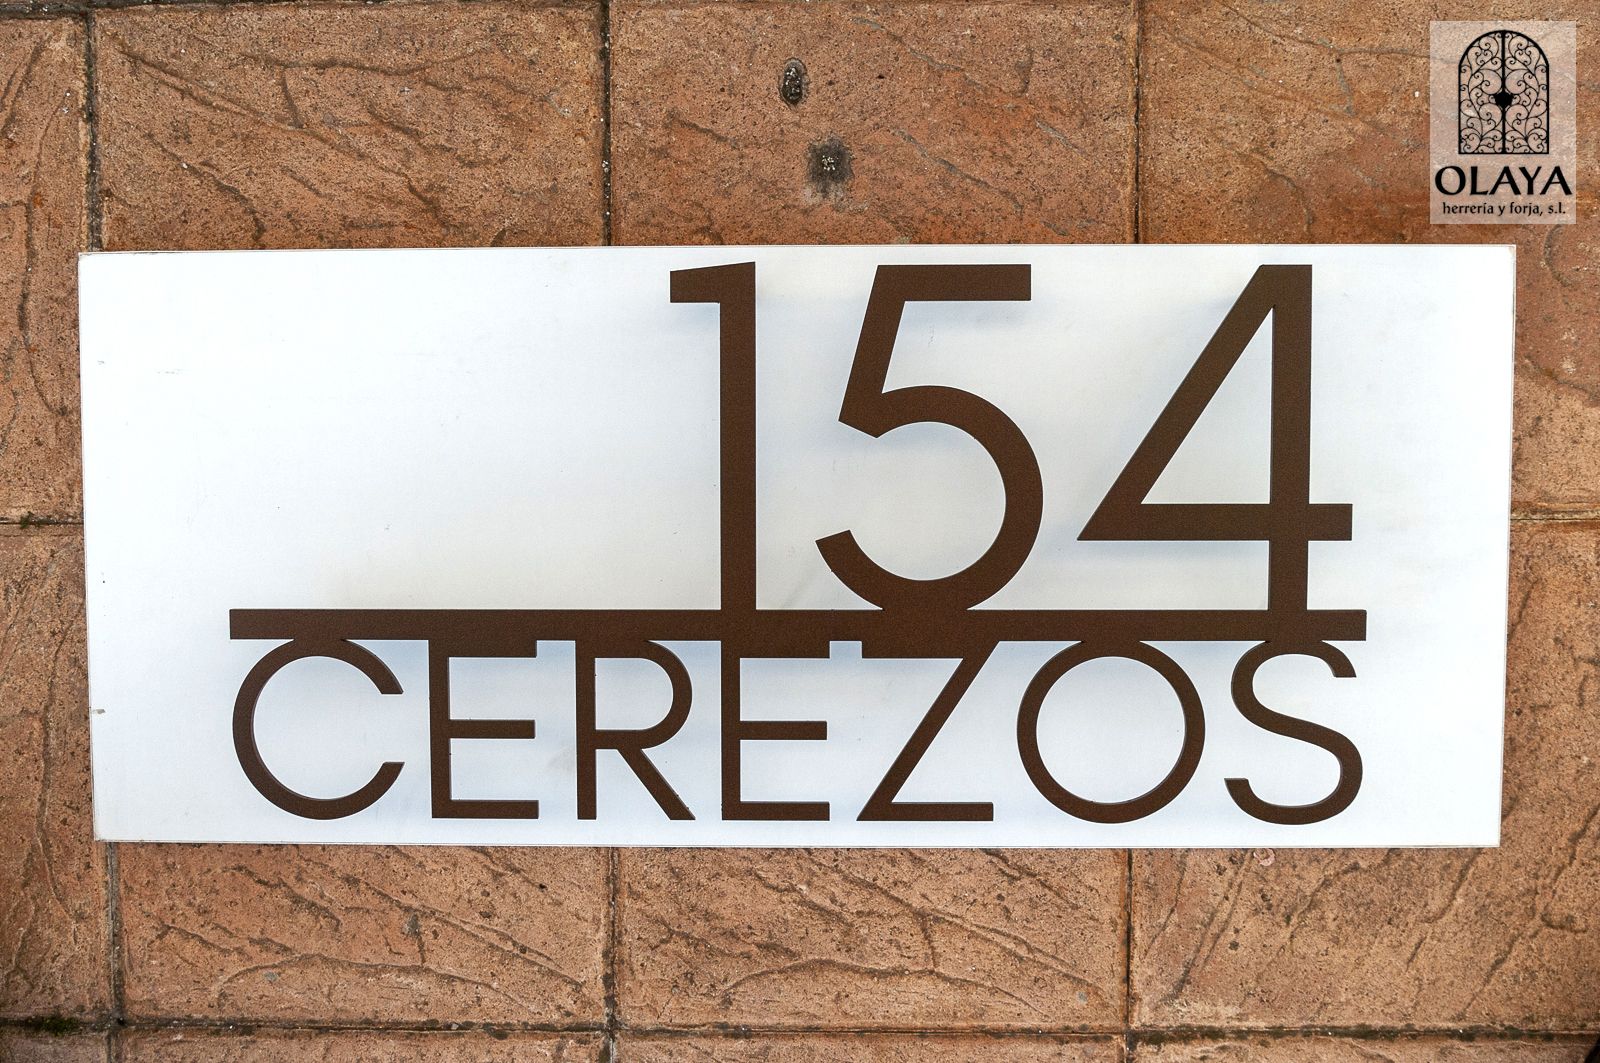 OLAYA
herrería y forja, s.l.
154
CEREZOS